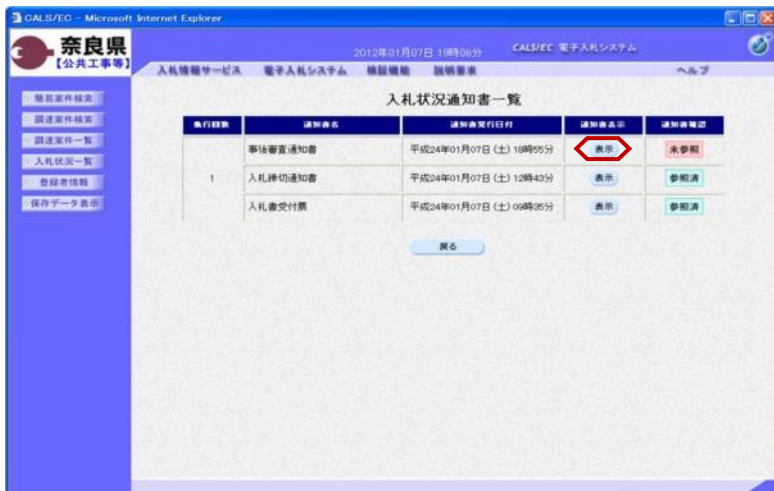 CALS/EC - Microsoft Internet Explorer
奈良県
【公共工事等】
2012年01月07日 19時06分
CALS/EC 電子入札システム
入札情報サービス
電子入札システム
検証機能
説明要求
ヘルプ
簡易案件検索
調達案件検索
調達案件一覧
入札状況一覧
登録者情報
保存データ表示
入札状況通知書一覧
執行回数 通知書名 通知書発行日付 通知書表示 通知書確認
事後審査通知書 平成24年01月07日 (土) 18時55分 表示 未参照
1 入札締切通知書 平成24年01月07日 (土) 12時43分 表示 参照済
入札書受付票 平成24年01月07日 (土) 09時35分 表示 参照済
戻る